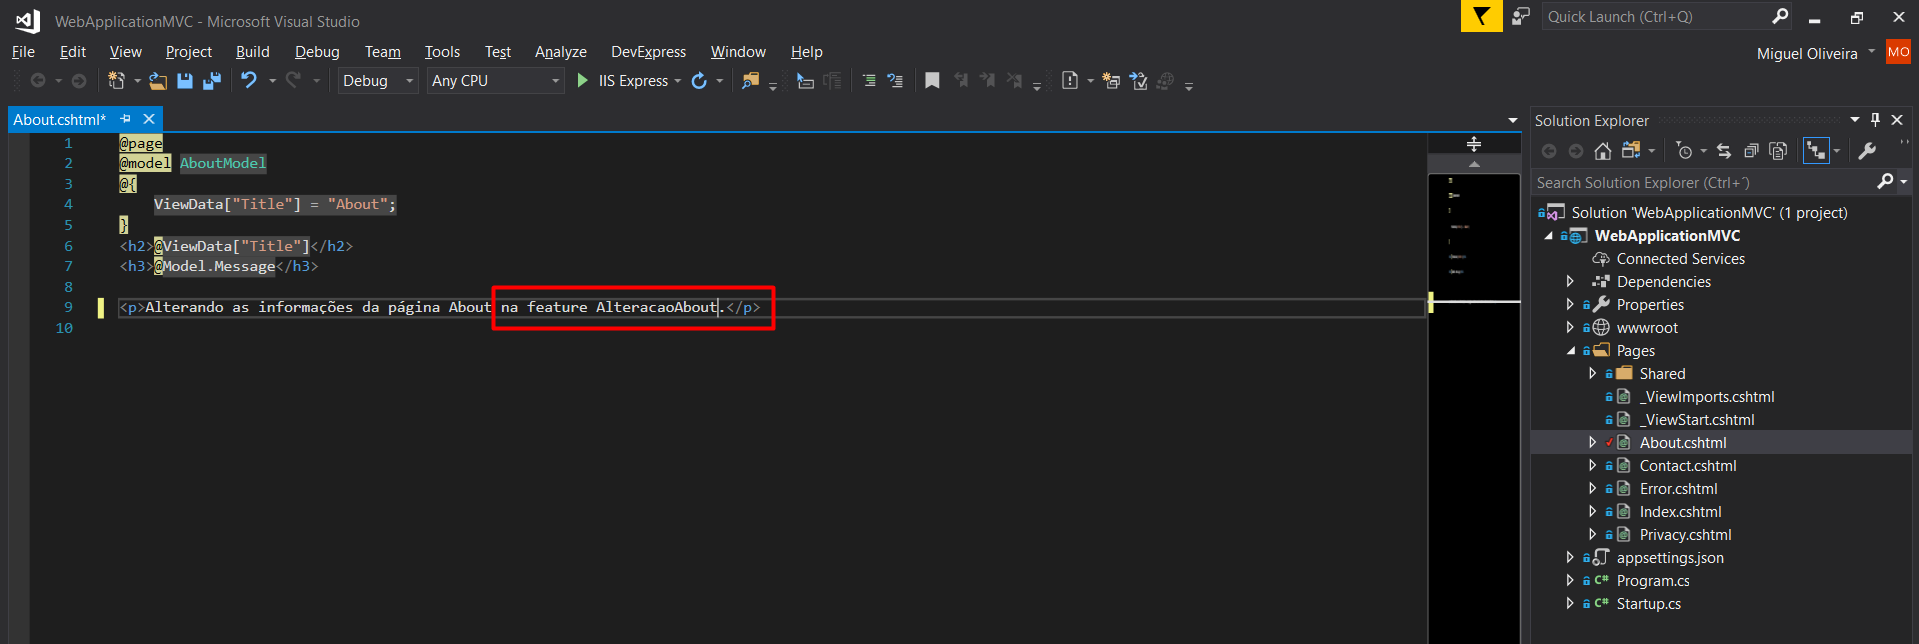 WebApplicationMVC - Microsoft Visual Studio
Quick Launch (Ctrl+Q)
File Edit View Project Build Debug Team Tools Test Analyze DevExpress Window Help
Miguel Oliveira MO
Debug Any CPU IIS Express
About.cshtml*
1 @page
2 @model AboutModel
3 @{
4 ViewData["Title"] = "About";
5 }
6 <h2>@ViewData["Title"]</h2>
7 <h3>@Model.Message</h3>
8
9 <p>Alterando as informações da página About na feature AlteracaoAbout.</p>
10
Solution Explorer
Search Solution Explorer (Ctrl+´)
Solution 'WebApplicationMVC' (1 project)
WebApplicationMVC
Connected Services
Dependencies
Properties
wwwroot
Pages
Shared
_ViewImports.cshtml
_ViewStart.cshtml
About.cshtml
Contact.cshtml
Error.cshtml
Index.cshtml
Privacy.cshtml
appsettings.json
C# Program.cs
C# Startup.cs